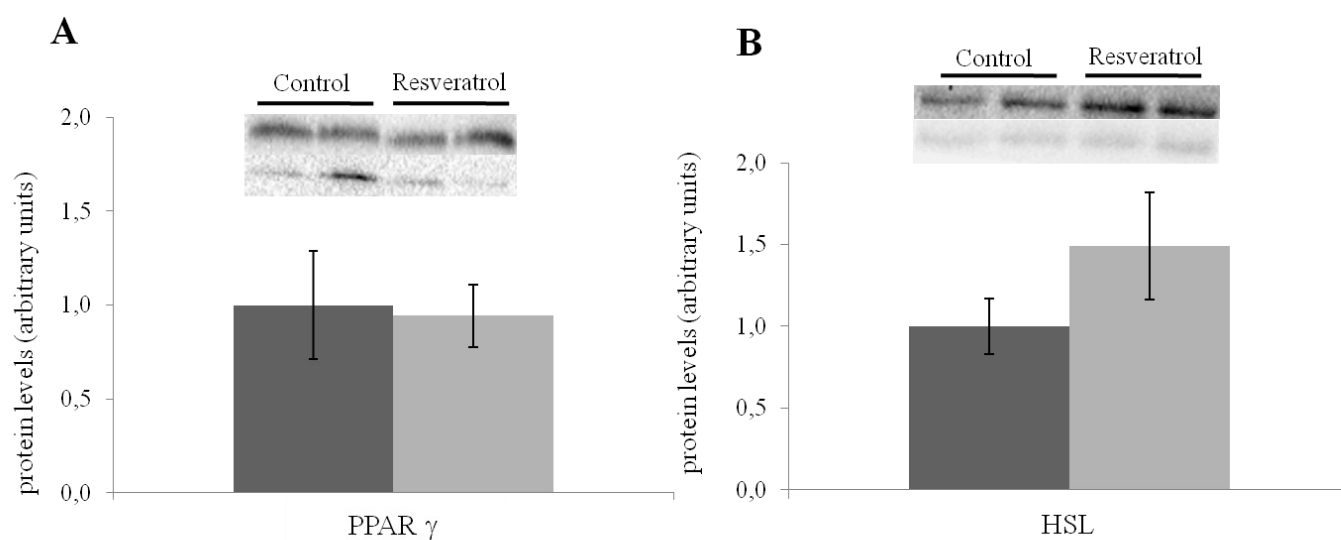 A
Control Resveratrol
2,0
1,5
1,0
0,5
0,0
protein levels (arbitrary units)
PPAR γ
B
Control Resveratrol
2,0
1,5
1,0
0,5
0,0
protein levels (arbitrary units)
HSL